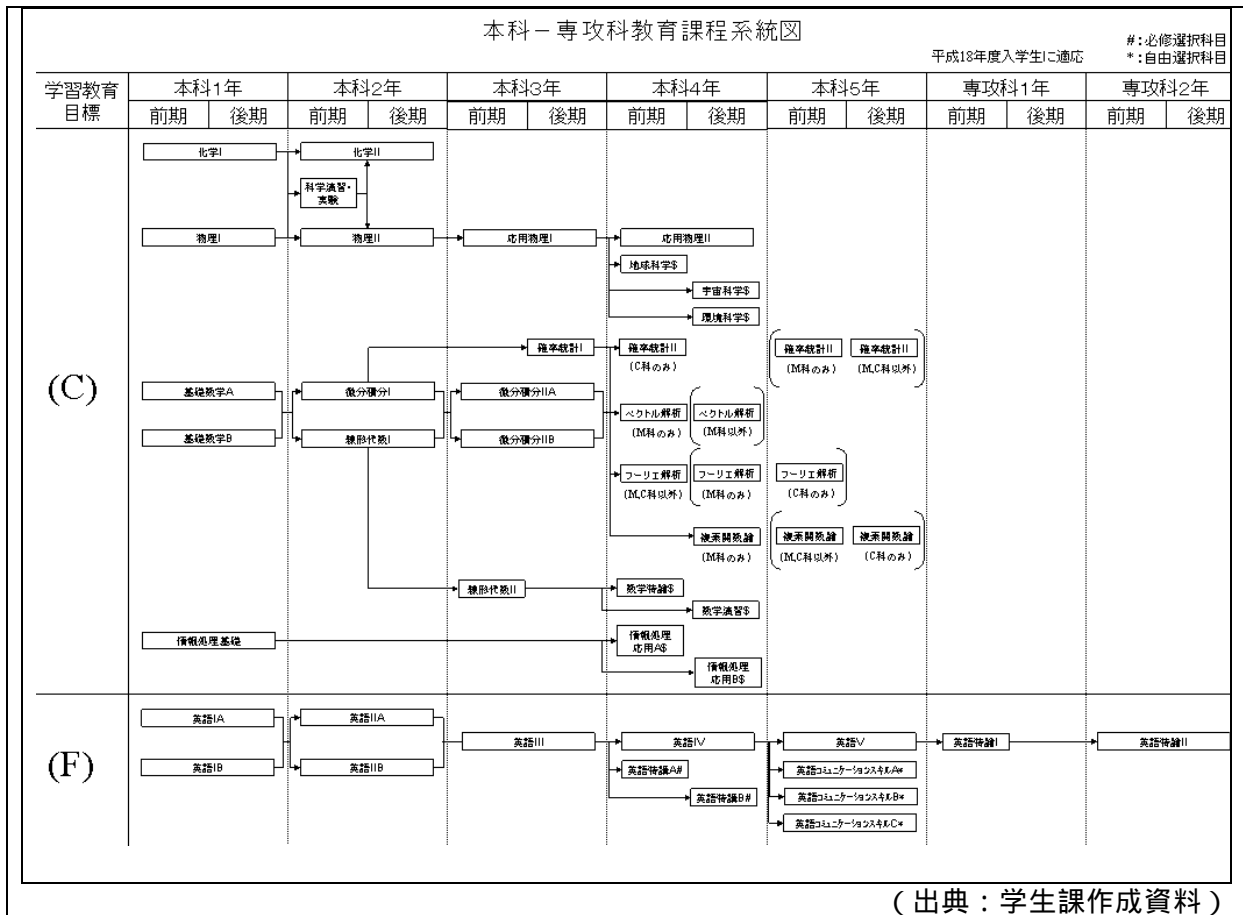 本科－専攻科教育課程系統図
#:必修選択科目
平成18年度入学生に適応 *:自由選択科目
学習教育目標 本科1年 本科2年 本科3年 本科4年 本科5年 専攻科1年 専攻科2年
前期 後期 前期 後期 前期 後期 前期 後期 前期 後期 前期 後期 前期 後期
化学I 化学II
科学演習・
実験
物理I 物理II 応用物理I 応用物理II
地球科学$
宇宙科学$
環境科学$
(C)
確率統計I 確率統計II 確率統計II 確率統計II
(C科のみ) (M科のみ) (M,C科以外)
基礎数学A 微分積分I 微分積分IIA
ベクトル解析 ベクトル解析
(M科のみ) (M科以外)
基礎数学B 線形代数I 微分積分IIB
フーリエ解析 フーリエ解析 フーリエ解析
(M,C科以外) (M科のみ) (C科のみ)
複素関数論 複素関数論 複素関数論
(M科のみ) (M,C科以外) (C科のみ)
線形代数II 数学特論$
数学演習$
情報処理基礎 情報処理
応用A$
情報処理
応用B$
(F)
英語IA 英語IIA
英語III 英語IV 英語V 英語特論I 英語特論II
英語IB 英語IIB 英語特講A# 英語コミュニケーションスキルA*
英語特講B# 英語コミュニケーションスキルB*
英語コミュニケーションスキルC*
(出典：学生課作成資料)